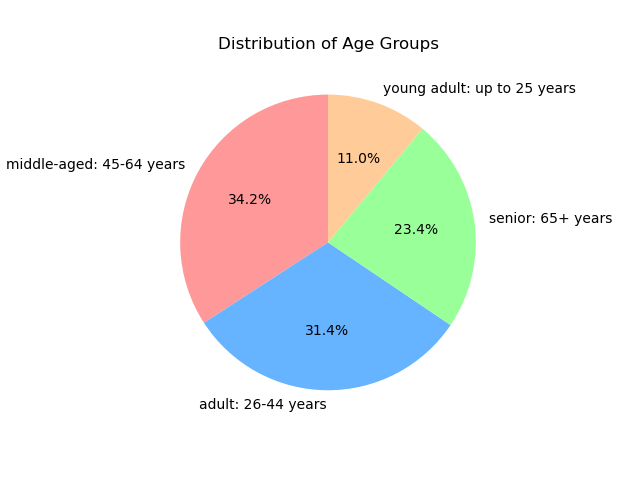 Distribution of Age Groups
young adult: up to 25 years
11.0%
middle-aged: 45-64 years
34.2%
senior: 65+ years
23.4%
31.4%
adult: 26-44 years